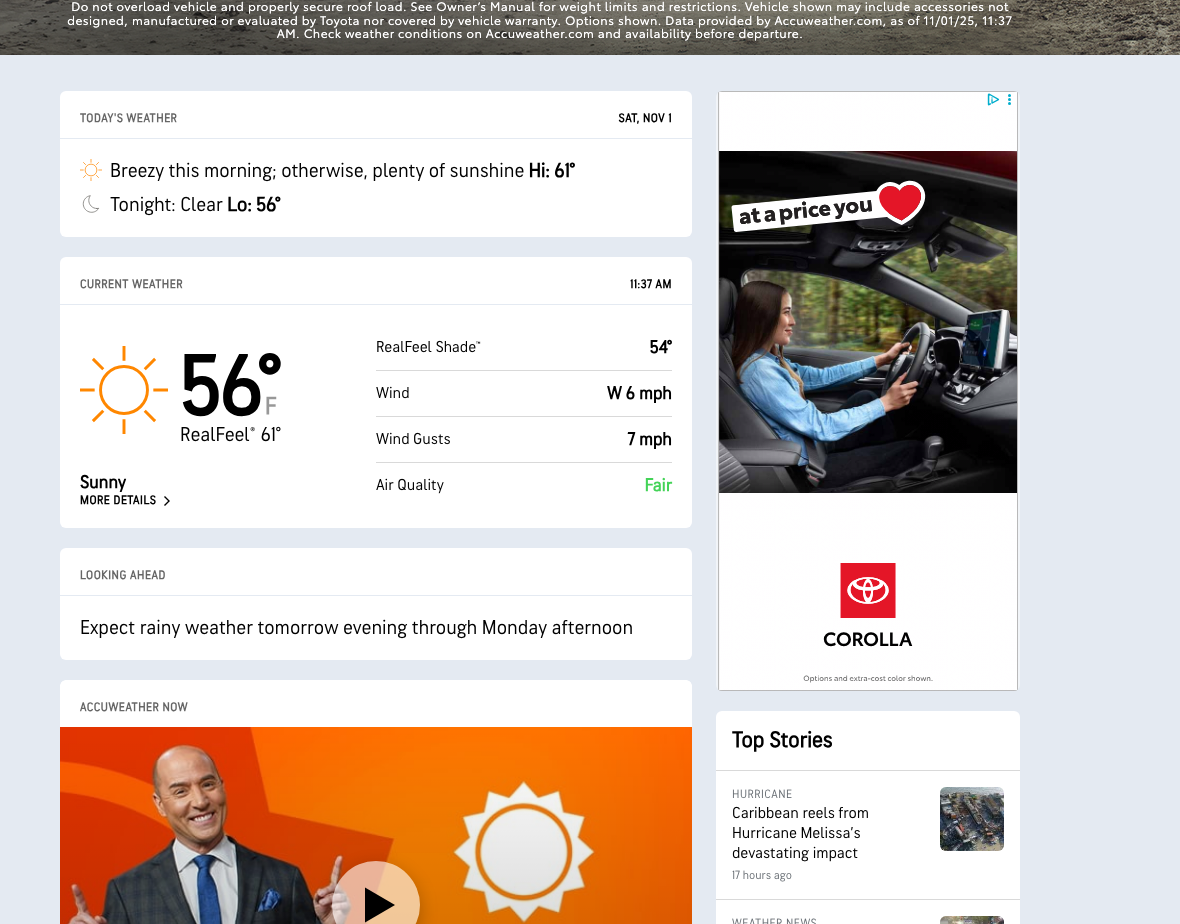 Do not overload vehicle and properly secure roof load. See Owner's Manual for weight limits and restrictions. Vehicle shown may include accessories not
designed, manufactured or evaluated by Toyota nor covered by vehicle warranty. Options shown. Data provided by Accuweather.com, as of 11/01/25, 11:37
AM. Check weather conditions on Accuweather.com and availability before departure.
TODAY'S WEATHER
SAT, NOV 1
Breezy this morning; otherwise, plenty of sunshine Hi: 61°
Tonight: Clear Lo: 56°
CURRENT WEATHER
11:37 AM
56°F
RealFeel® 61°
Sunny
MORE DETAILS
RealFeel Shade™
54°
Wind
W 6 mph
Wind Gusts
7 mph
Air Quality
Fair
LOOKING AHEAD
Expect rainy weather tomorrow evening through Monday afternoon
ACCUWEATHER NOW
at a price you
COROLLA
Options and extra-cost color shown.
Top Stories
HURRICANE
Caribbean reels from
Hurricane Melissa's
devastating impact
17 hours ago
WEATHER NEWS